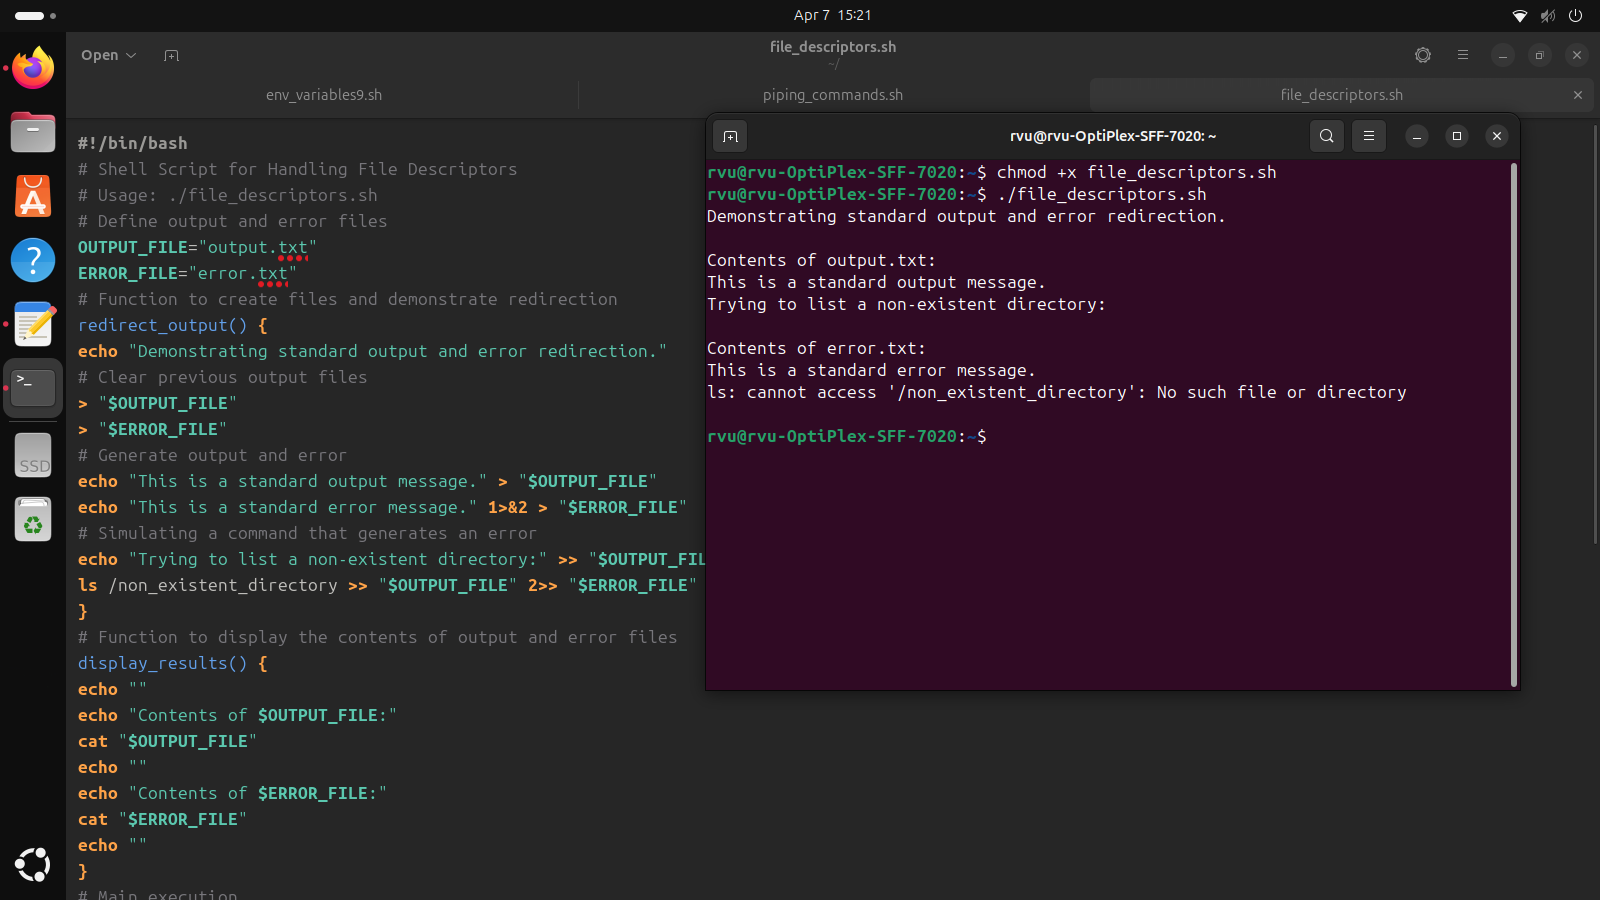 Apr 7 15:21
Open
file_descriptors.sh
~/
env_variables9.sh
piping_commands.sh
file_descriptors.sh
#!/bin/bash
# Shell Script for Handling File Descriptors
# Usage: ./file_descriptors.sh
# Define output and error files
OUTPUT_FILE="output.txt"
ERROR_FILE="error.txt"
# Function to create files and demonstrate redirection
redirect_output() {
echo "Demonstrating standard output and error redirection."
# Clear previous output files
> "$OUTPUT_FILE"
> "$ERROR_FILE"
# Generate output and error
echo "This is a standard output message." > "$OUTPUT_FILE"
echo "This is a standard error message." 1>&2 > "$ERROR_FILE"
# Simulating a command that generates an error
echo "Trying to list a non-existent directory:" >> "$OUTPUT_FIL
ls /non_existent_directory >> "$OUTPUT_FILE" 2>> "$ERROR_FILE"
}
# Function to display the contents of output and error files
display_results() {
echo ""
echo "Contents of $OUTPUT_FILE:"
cat "$OUTPUT_FILE"
echo ""
echo "Contents of $ERROR_FILE:"
cat "$ERROR_FILE"
echo ""
}
# Main execution
rvu@rvu-OptiPlex-SFF-7020: ~
rvu@rvu-OptiPlex-SFF-7020:~$ chmod +x file_descriptors.sh
rvu@rvu-OptiPlex-SFF-7020:~$ ./file_descriptors.sh
Demonstrating standard output and error redirection.
Contents of output.txt:
This is a standard output message.
Trying to list a non-existent directory:
Contents of error.txt:
This is a standard error message.
ls: cannot access '/non_existent_directory': No such file or directory
rvu@rvu-OptiPlex-SFF-7020:~$
>_
SSD